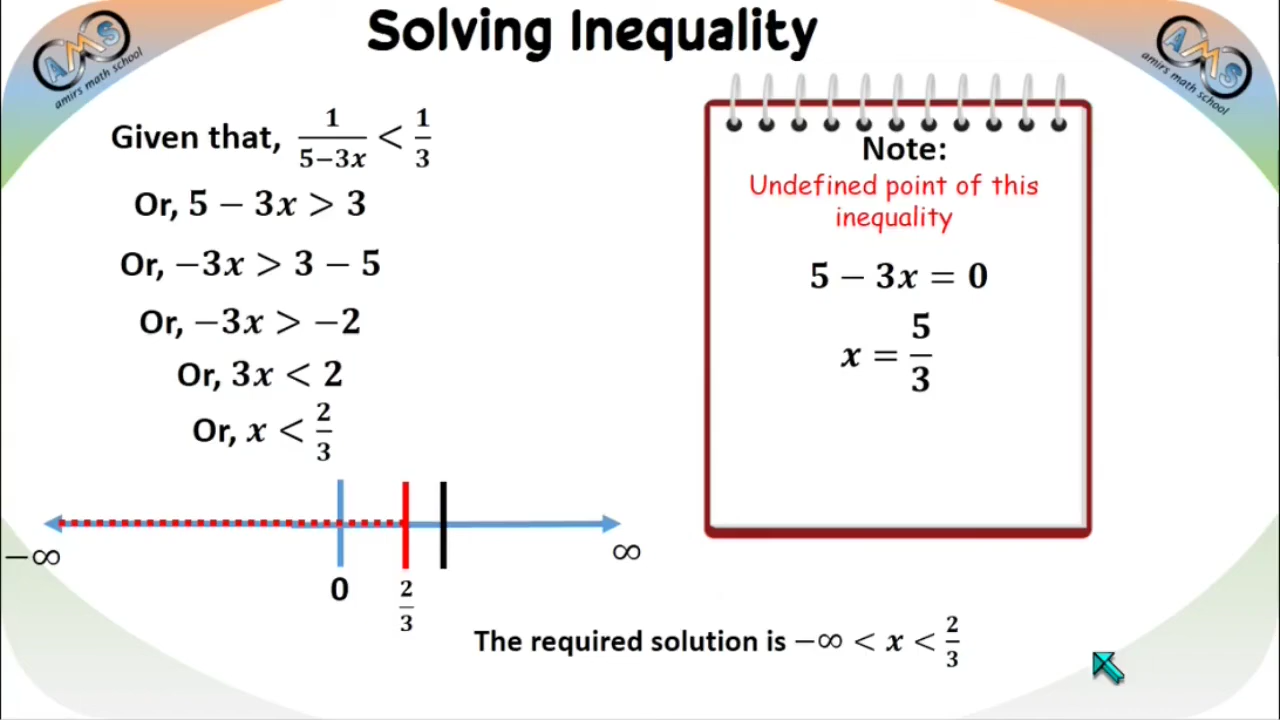 Solving Inequality
AMS
amirs math school
AMS
amirs math school
Given that, 1/(5−3x) < 1/3
Or, 5 − 3x > 3
Or, −3x > 3 − 5
Or, −3x > −2
Or, 3x < 2
Or, x < 2/3
Note:
Undefined point of this
inequality
5 − 3x = 0
x = 5/3
−∞ ∞
0 2/3
The required solution is −∞ < x < 2/3